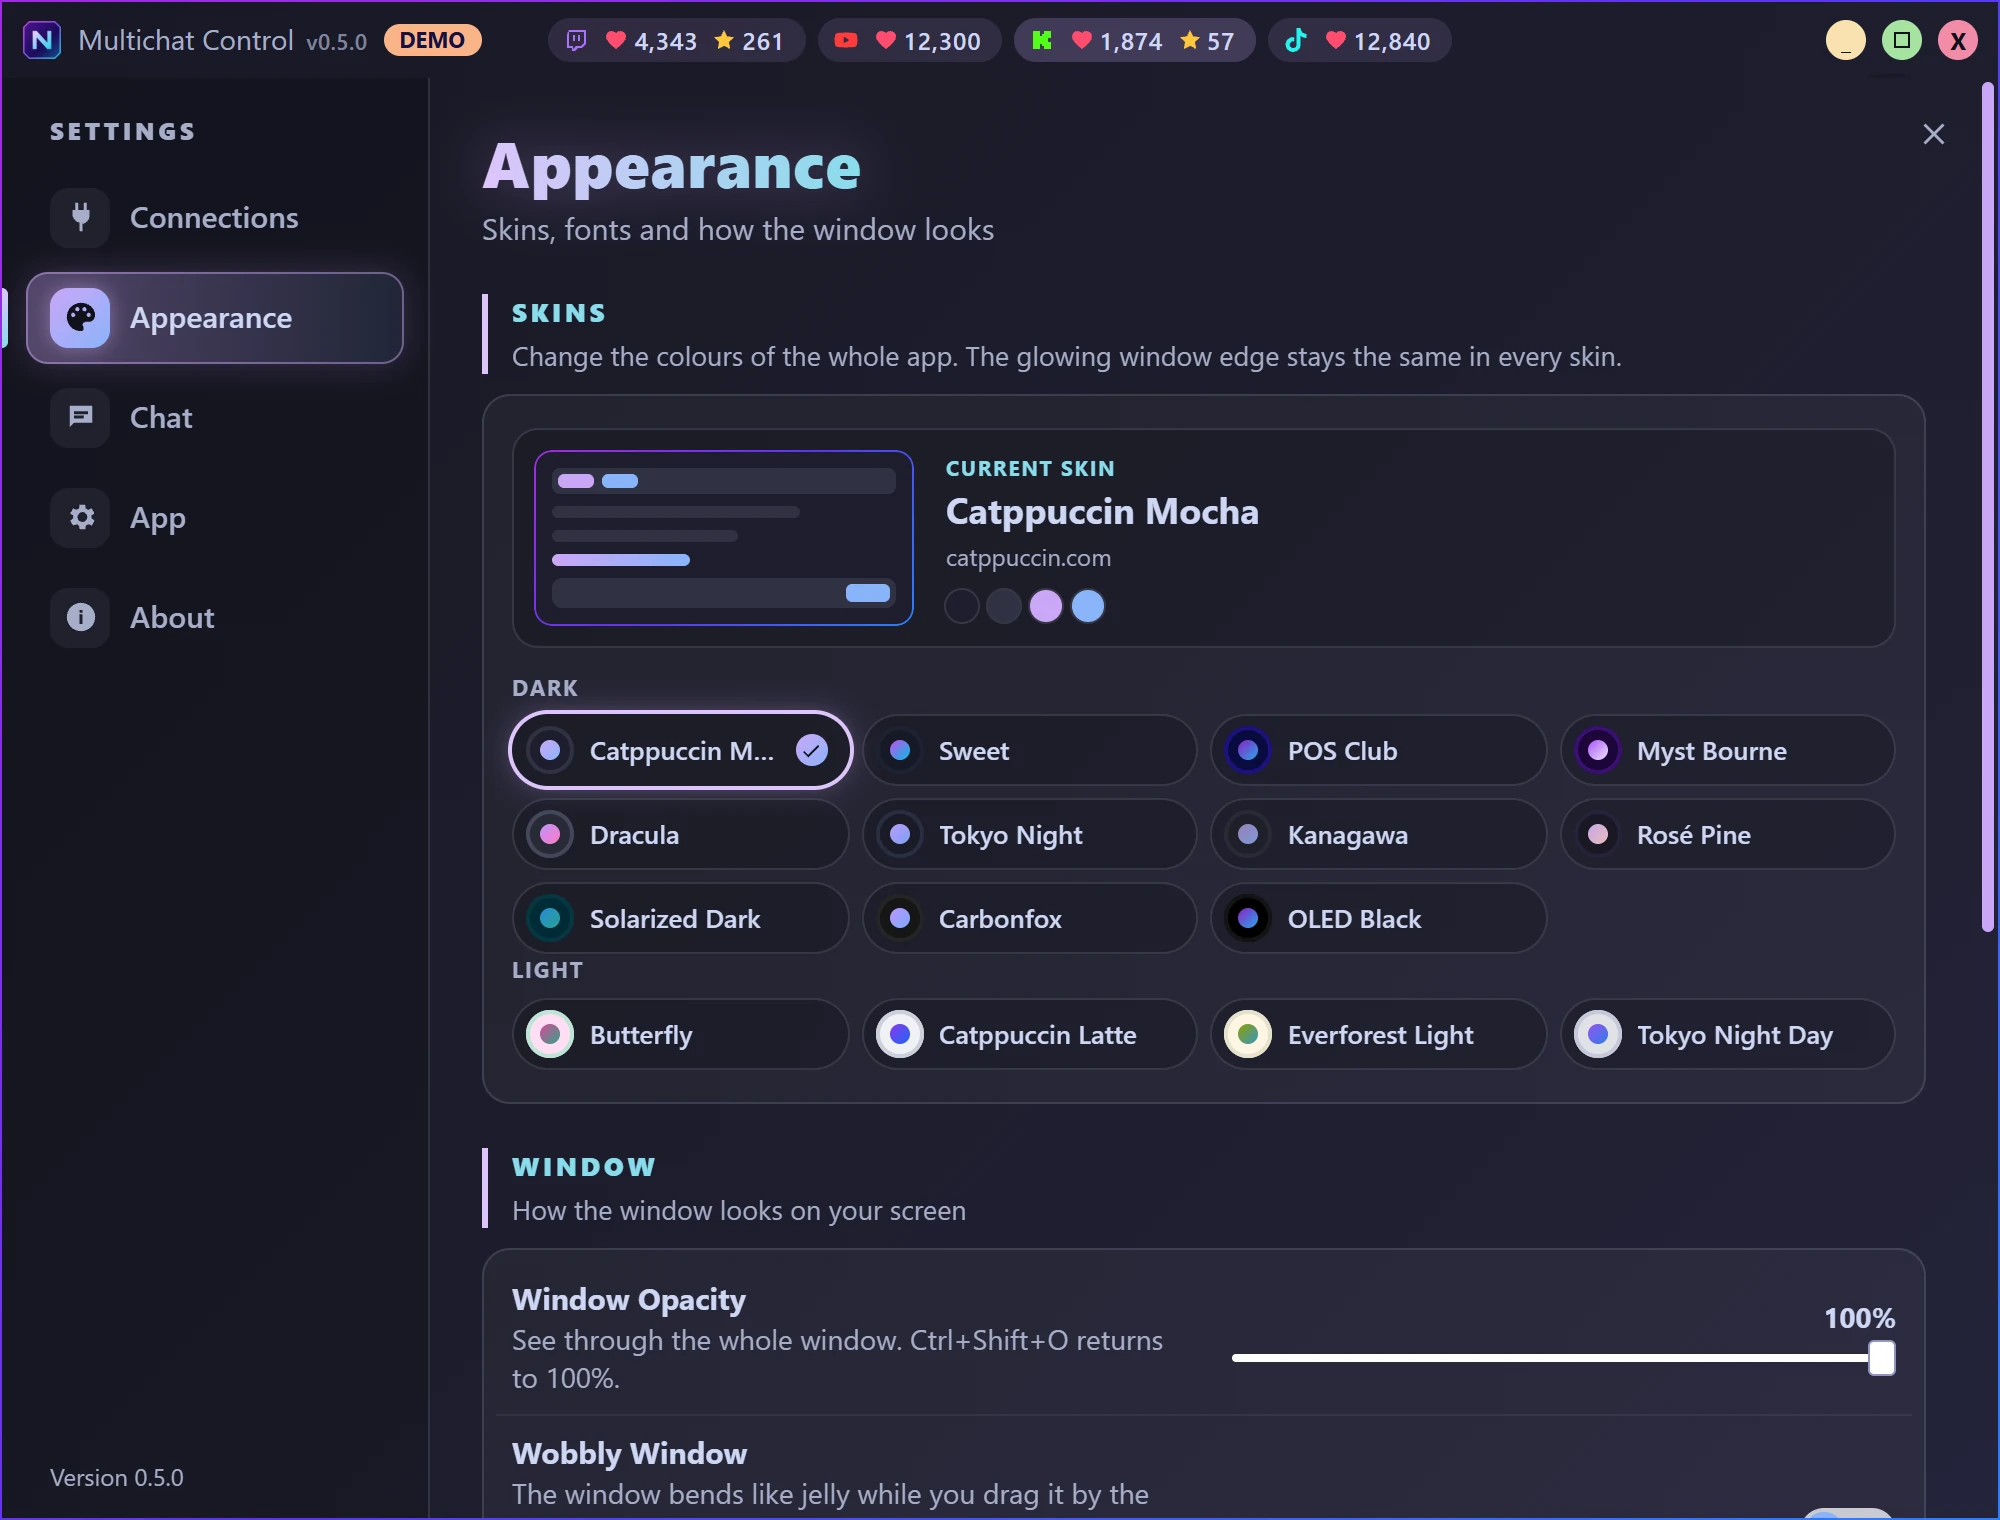 N Multichat Control v0.5.0 DEMO 4,343 261 12,300 1,874 57 12,840 _ X
SETTINGS
Connections
Appearance
Chat
App
About
Version 0.5.0
Appearance
Skins, fonts and how the window looks
SKINS
Change the colours of the whole app. The glowing window edge stays the same in every skin.
CURRENT SKIN
Catppuccin Mocha
catppuccin.com
DARK
Catppuccin M... Sweet POS Club Myst Bourne
Dracula Tokyo Night Kanagawa Rosé Pine
Solarized Dark Carbonfox OLED Black
LIGHT
Butterfly Catppuccin Latte Everforest Light Tokyo Night Day
WINDOW
How the window looks on your screen
Window Opacity
See through the whole window. Ctrl+Shift+O returns
to 100%.
100%
Wobbly Window
The window bends like jelly while you drag it by the